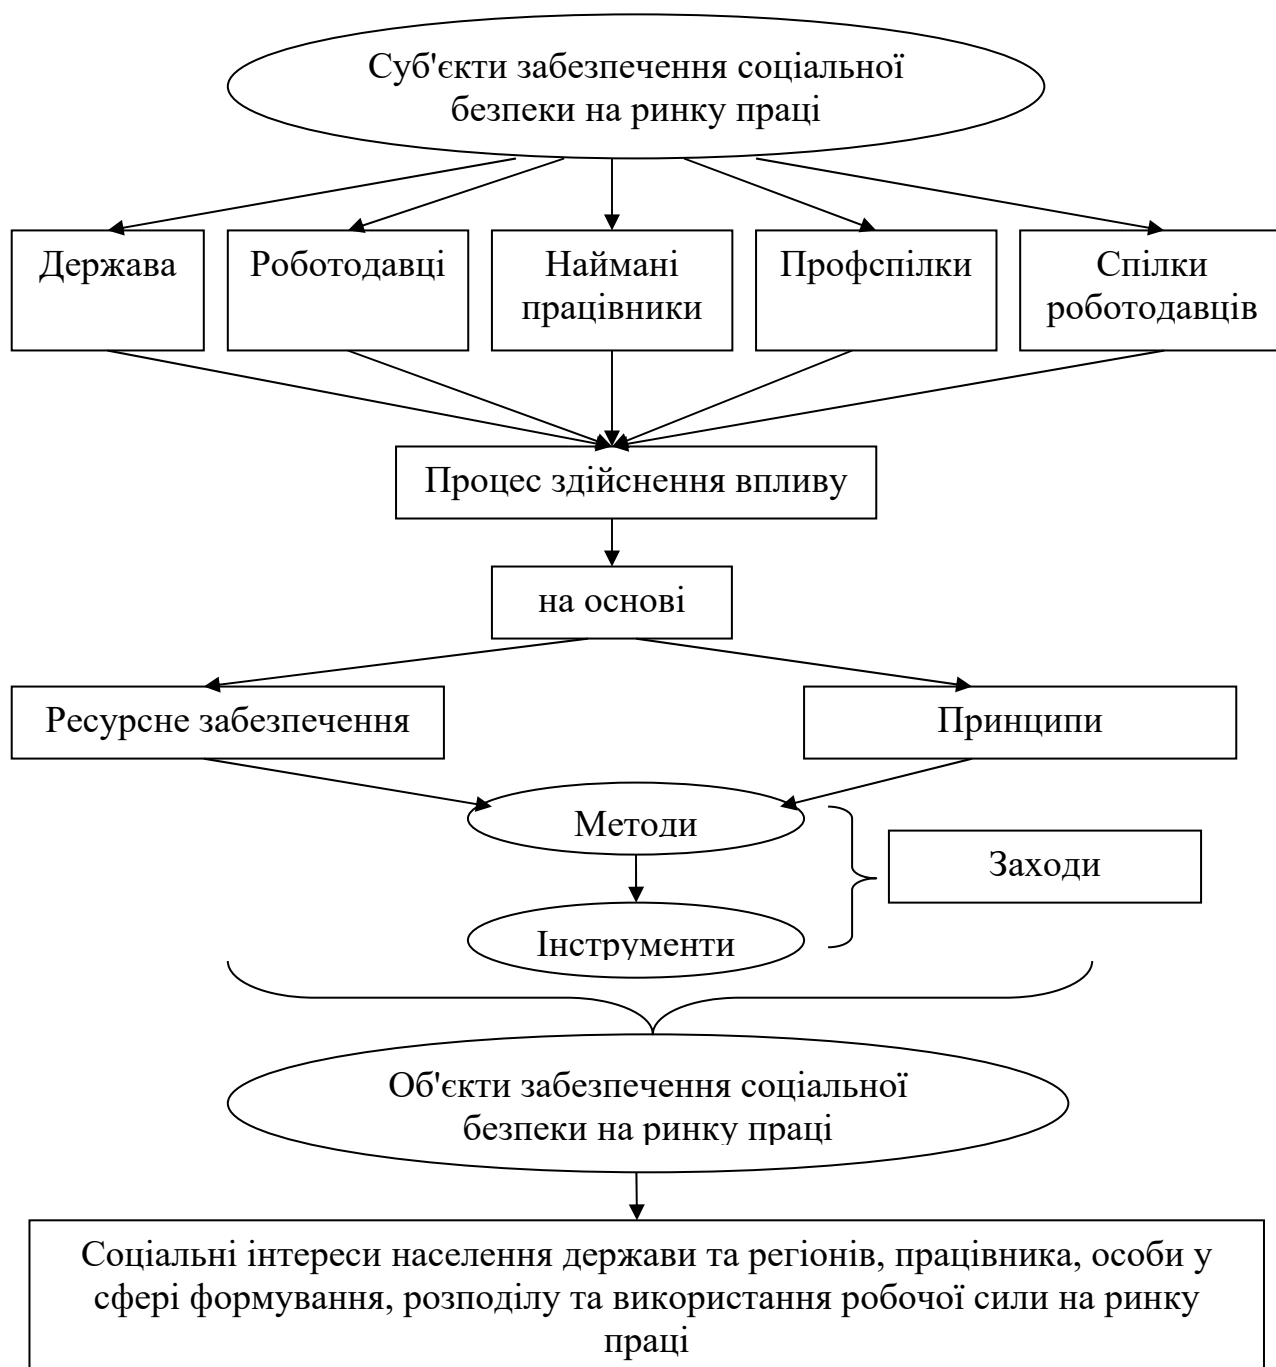 Суб'єкти забезпечення соціальної
безпеки на ринку праці
Держава
Роботодавці
Наймані
працівники
Профспілки
Спілки
роботодавців
Процес здійснення впливу
на основі
Ресурсне забезпечення
Принципи
Методи
Заходи
Інструменти
Об'єкти забезпечення соціальної
безпеки на ринку праці
Соціальні інтереси населення держави та регіонів, працівника, особи у
сфері формування, розподілу та використання робочої сили на ринку
праці